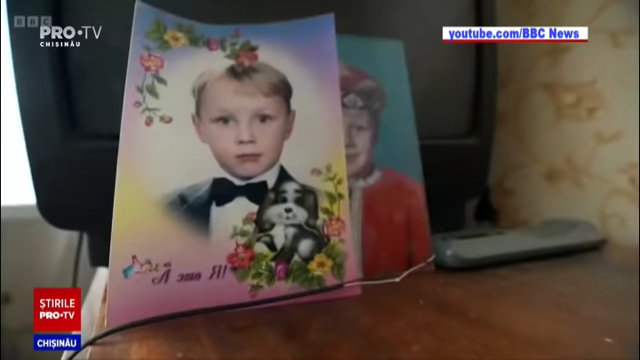 BBC
PRO•TV
CHIȘINĂU
youtube.com/BBC News
А это Я!
ȘTIRILE
PRO•TV
CHIȘINĂU